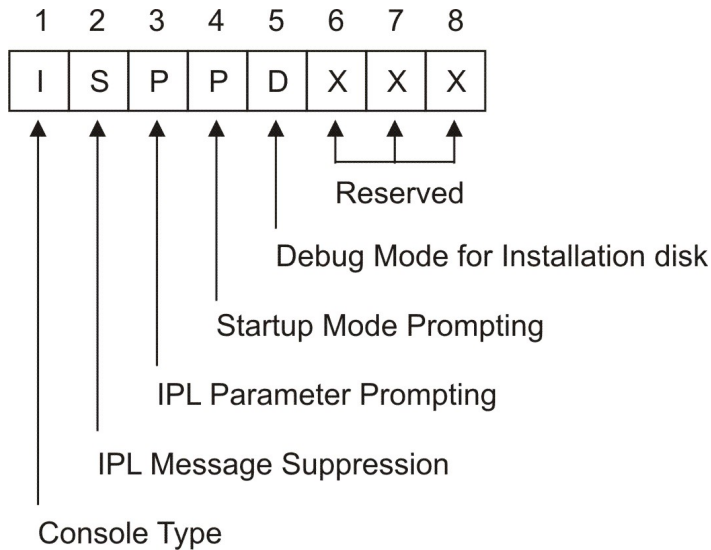 1 2 3 4 5 6 7 8
I S P P D X X X
Reserved
Debug Mode for Installation disk
Startup Mode Prompting
IPL Parameter Prompting
IPL Message Suppression
Console Type